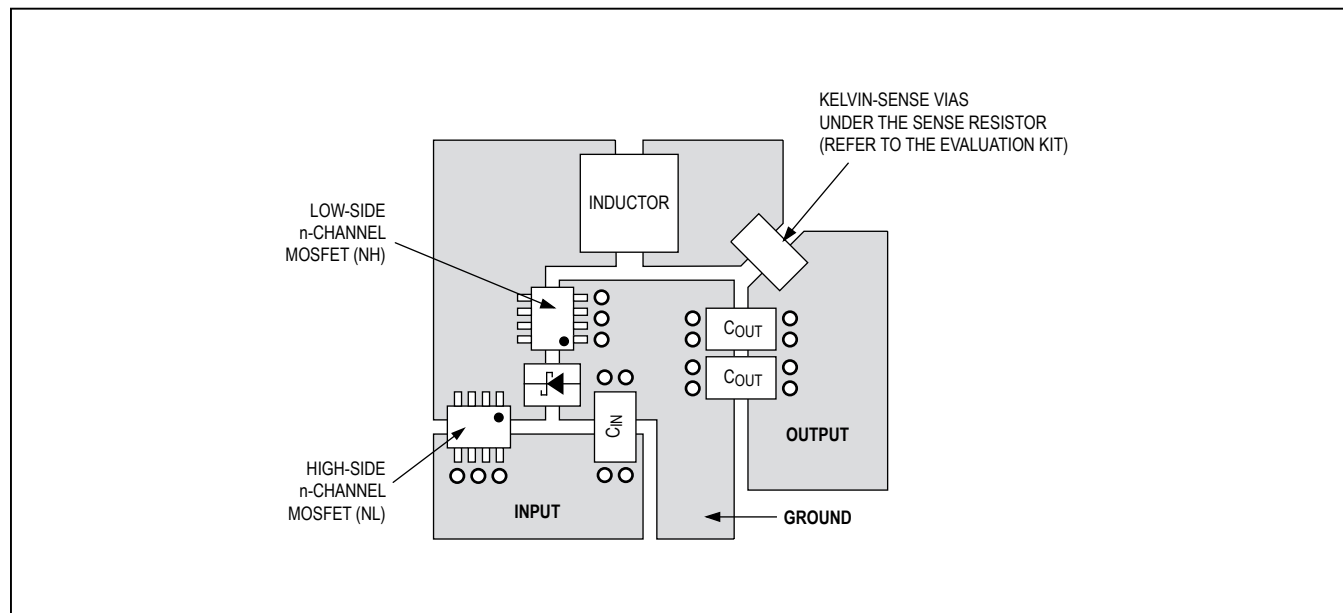 KELVIN-SENSE VIAS
UNDER THE SENSE RESISTOR
(REFER TO THE EVALUATION KIT)
INDUCTOR
LOW-SIDE
n-CHANNEL
MOSFET (NH)
COUT
COUT
CIN
OUTPUT
HIGH-SIDE
n-CHANNEL
MOSFET (NL)
INPUT
GROUND